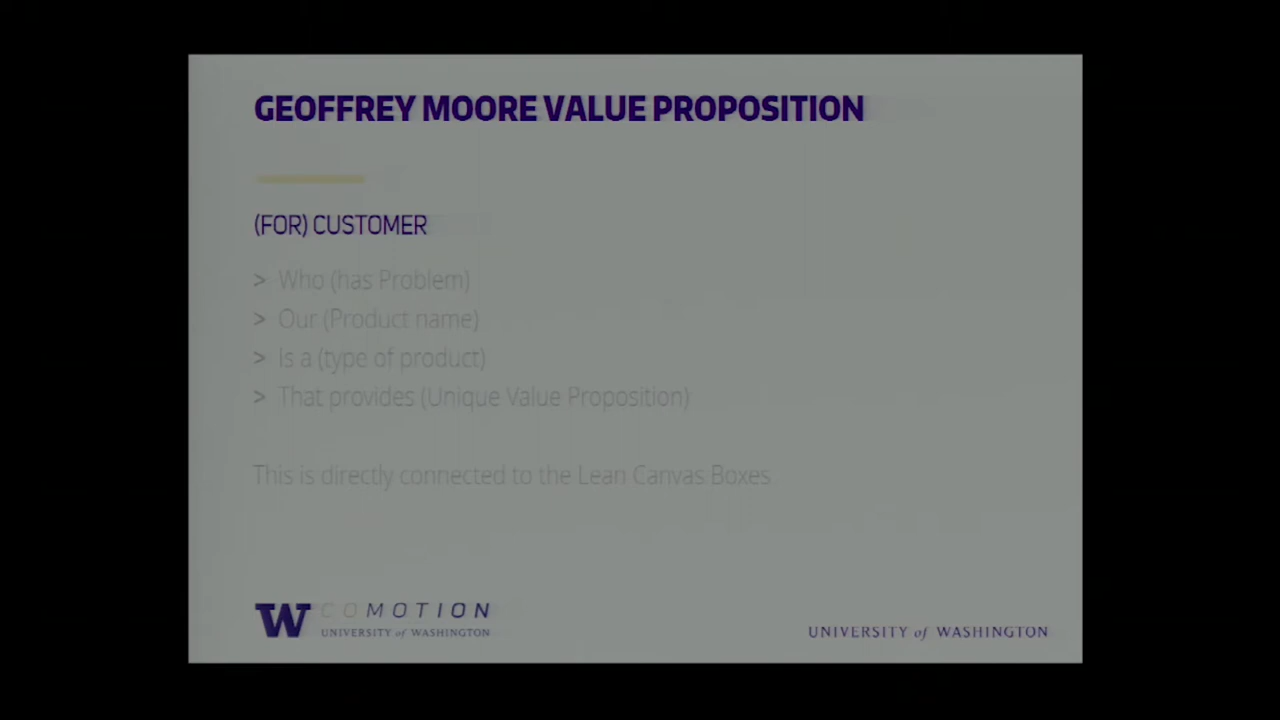 GEOFFREY MOORE VALUE PROPOSITION
(FOR) CUSTOMER
> Who (has Problem)
> Our (Product name)
> Is a (type of product)
> That provides (Unique Value Proposition)
This is directly connected to the Lean Canvas Boxes
W COMOTION
UNIVERSITY of WASHINGTON
UNIVERSITY of WASHINGTON